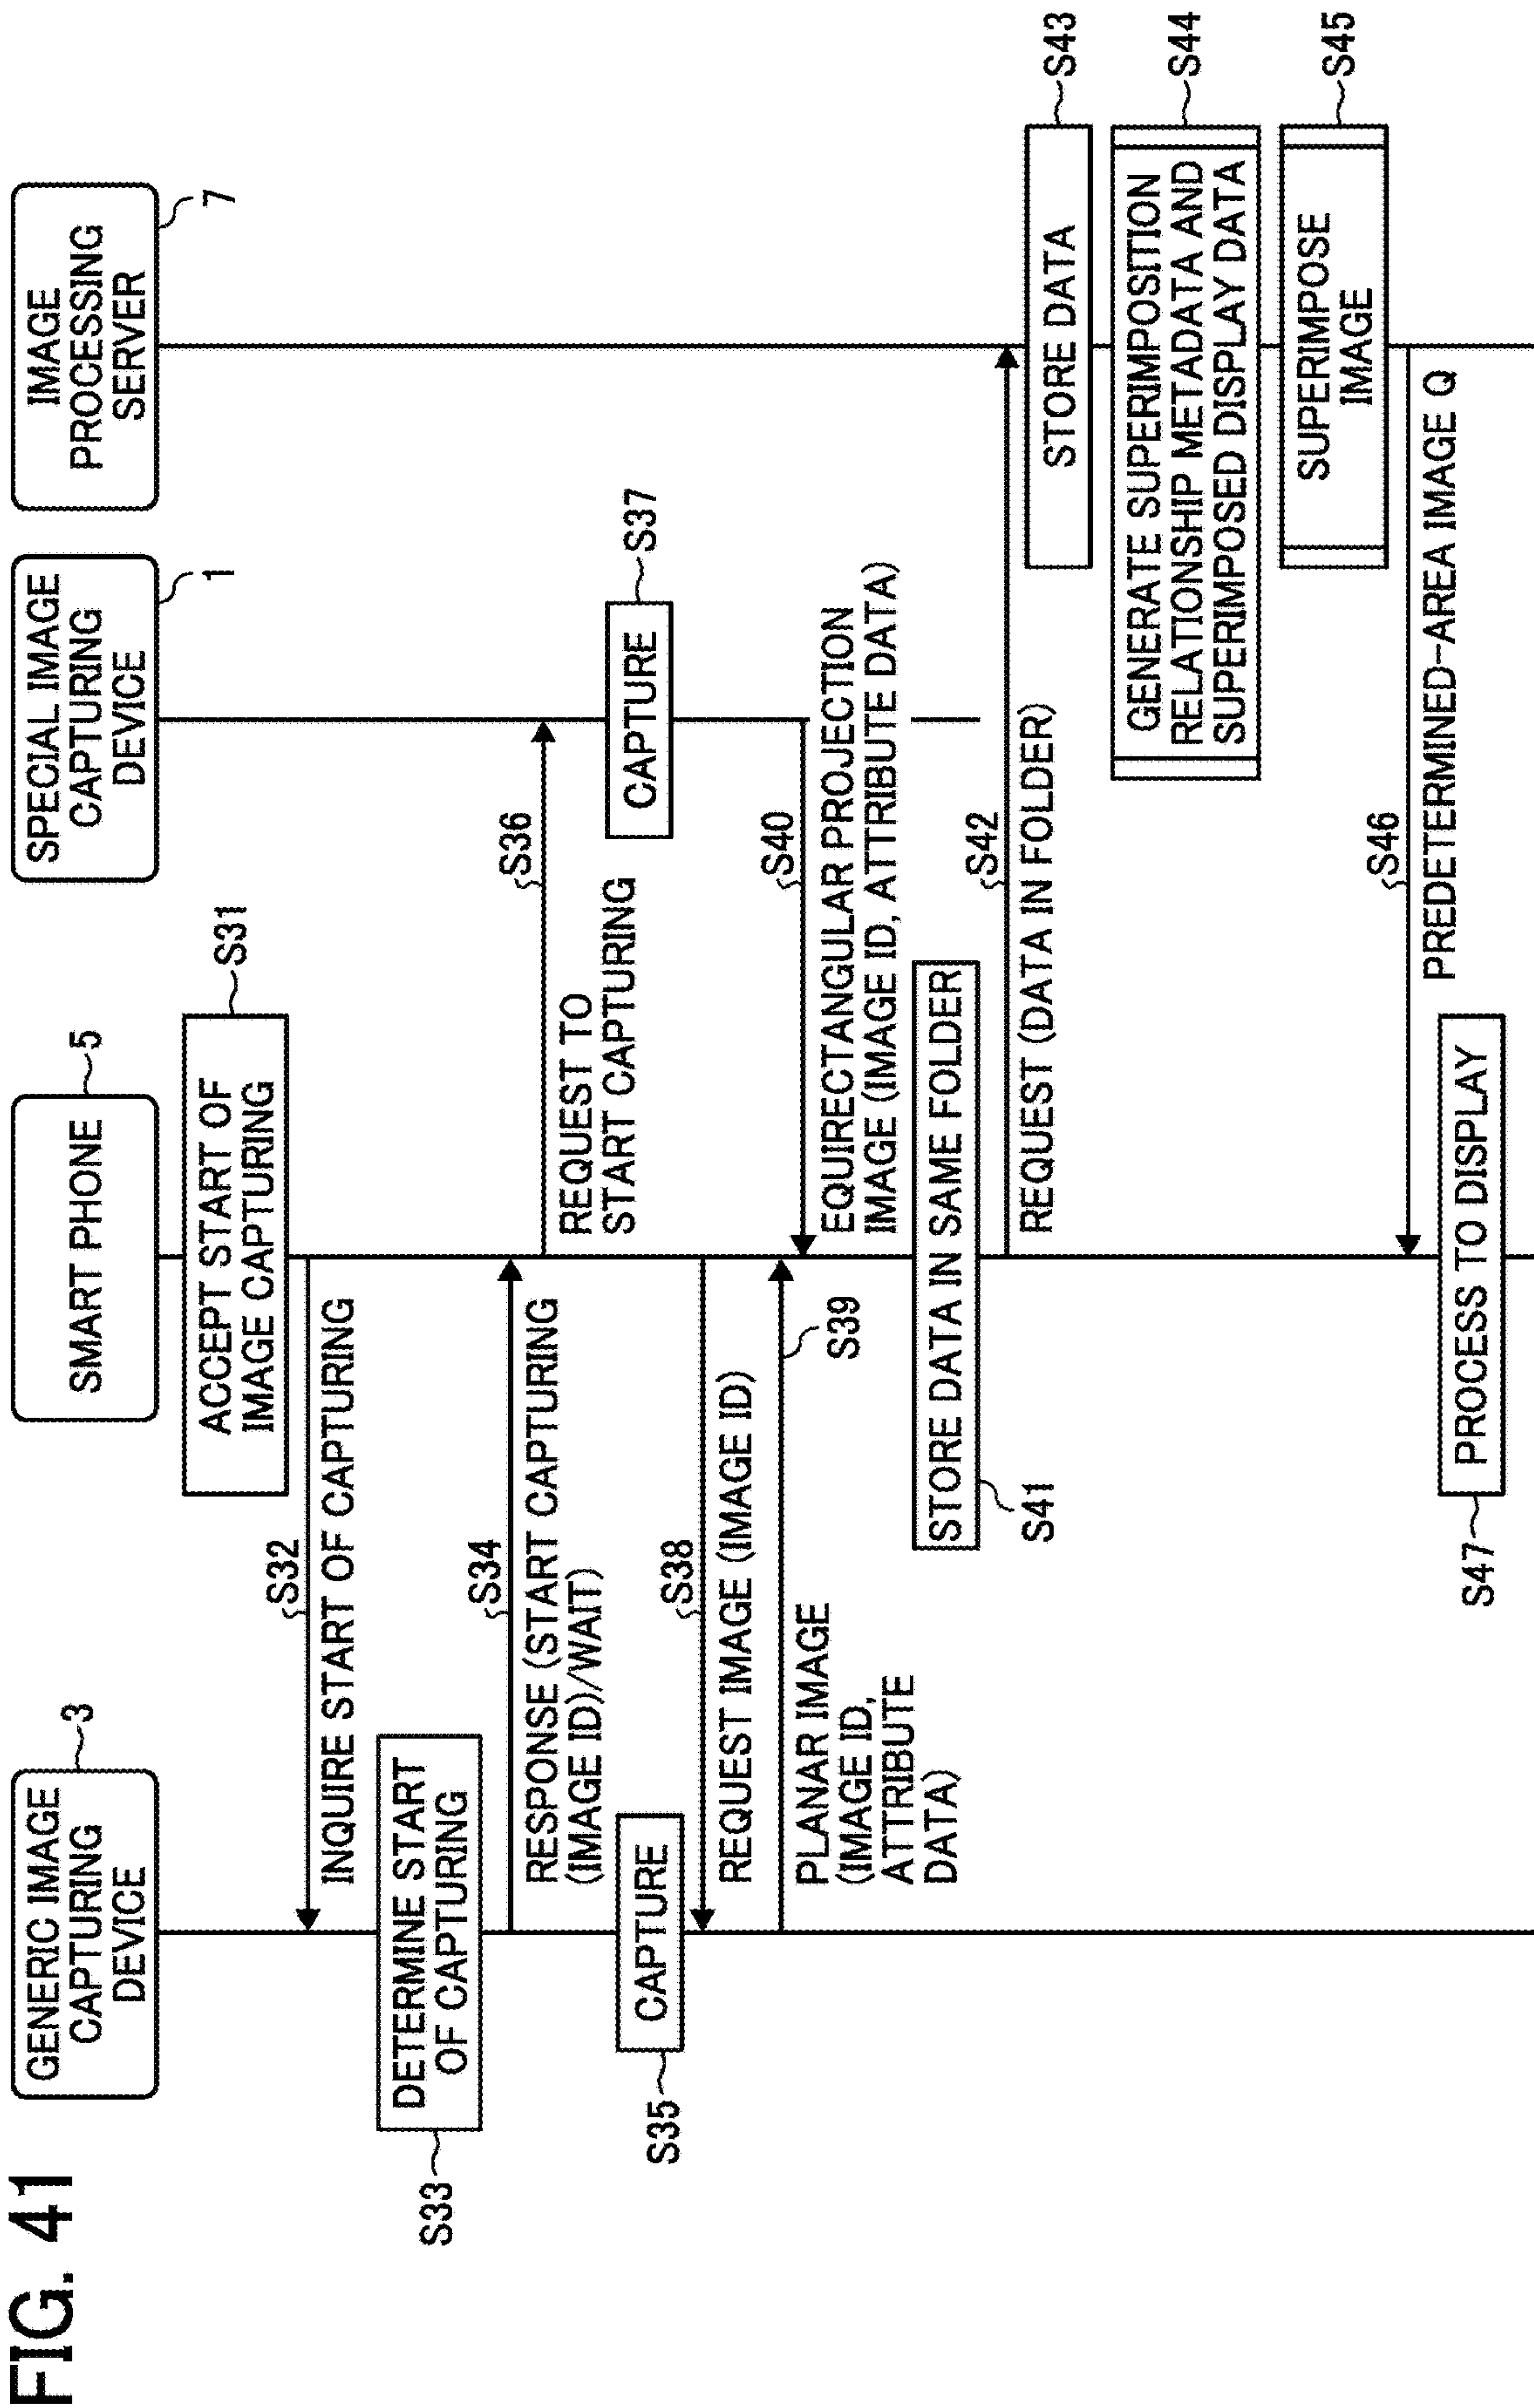 FIG. 41
GENERIC IMAGE
CAPTURING
DEVICE
3
SMART PHONE
5
SPECIAL IMAGE
CAPTURING
DEVICE
1
IMAGE
PROCESSING
SERVER
7
ACCEPT START OF
IMAGE CAPTURING
S31
S32
INQUIRE START OF CAPTURING
S33
DETERMINE START
OF CAPTURING
S34
RESPONSE (START CAPTURING
(IMAGE ID)/WAIT)
S36
REQUEST TO
START CAPTURING
S35
CAPTURE
CAPTURE
S37
S38
REQUEST IMAGE (IMAGE ID)
S39
PLANAR IMAGE
(IMAGE ID,
ATTRIBUTE
DATA)
S40
EQUIRECTANGULAR PROJECTION
IMAGE (IMAGE ID, ATTRIBUTE DATA)
STORE DATA IN SAME FOLDER
S41
S42
REQUEST (DATA IN FOLDER)
STORE DATA
S43
GENERATE SUPERIMPOSITION
RELATIONSHIP METADATA AND
SUPERIMPOSED DISPLAY DATA
S44
SUPERIMPOSE
IMAGE
S45
S46
PREDETERMINED-AREA IMAGE Q
S47
PROCESS TO DISPLAY